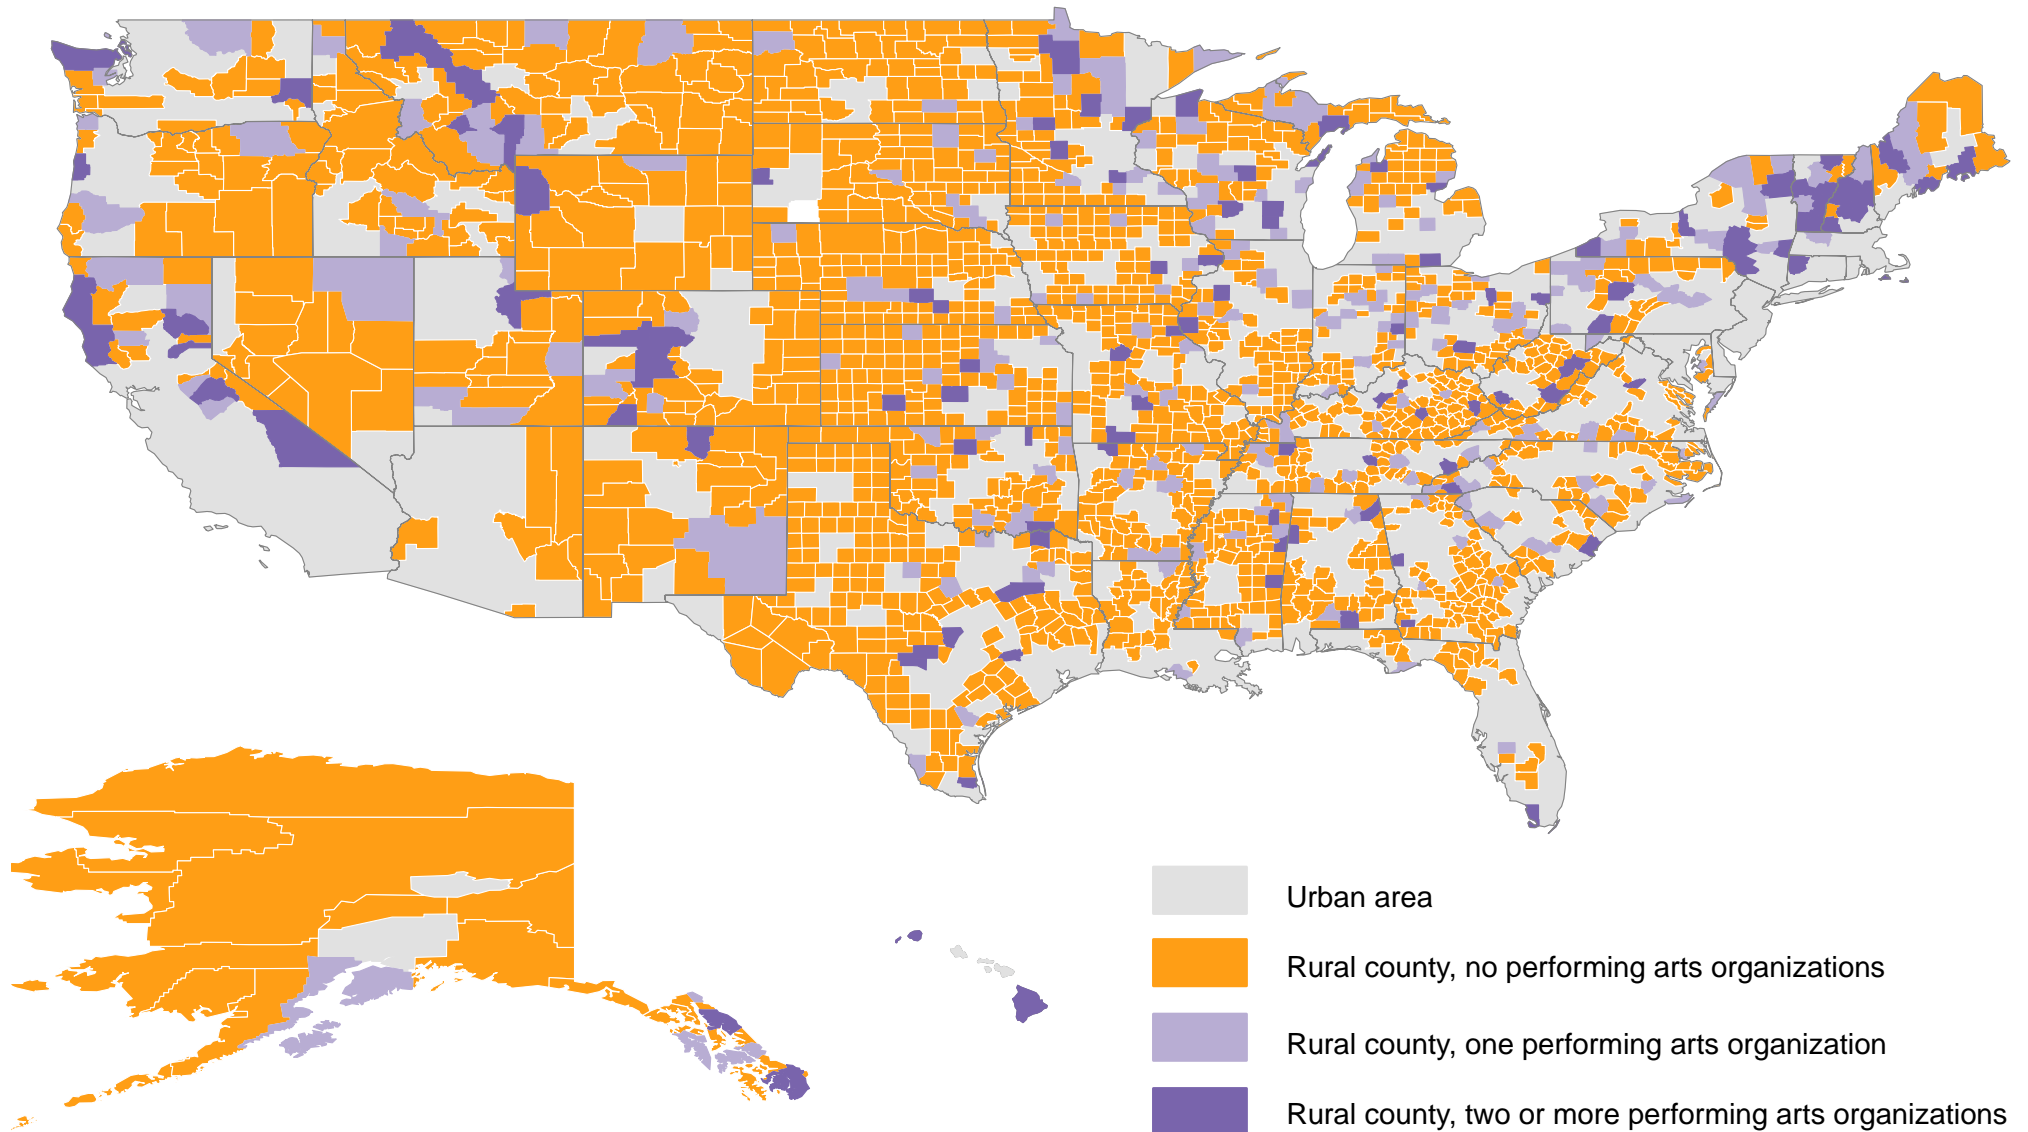 Urban area
Rural county, no performing arts organizations
Rural county, one performing arts organization
Rural county, two or more performing arts organizations